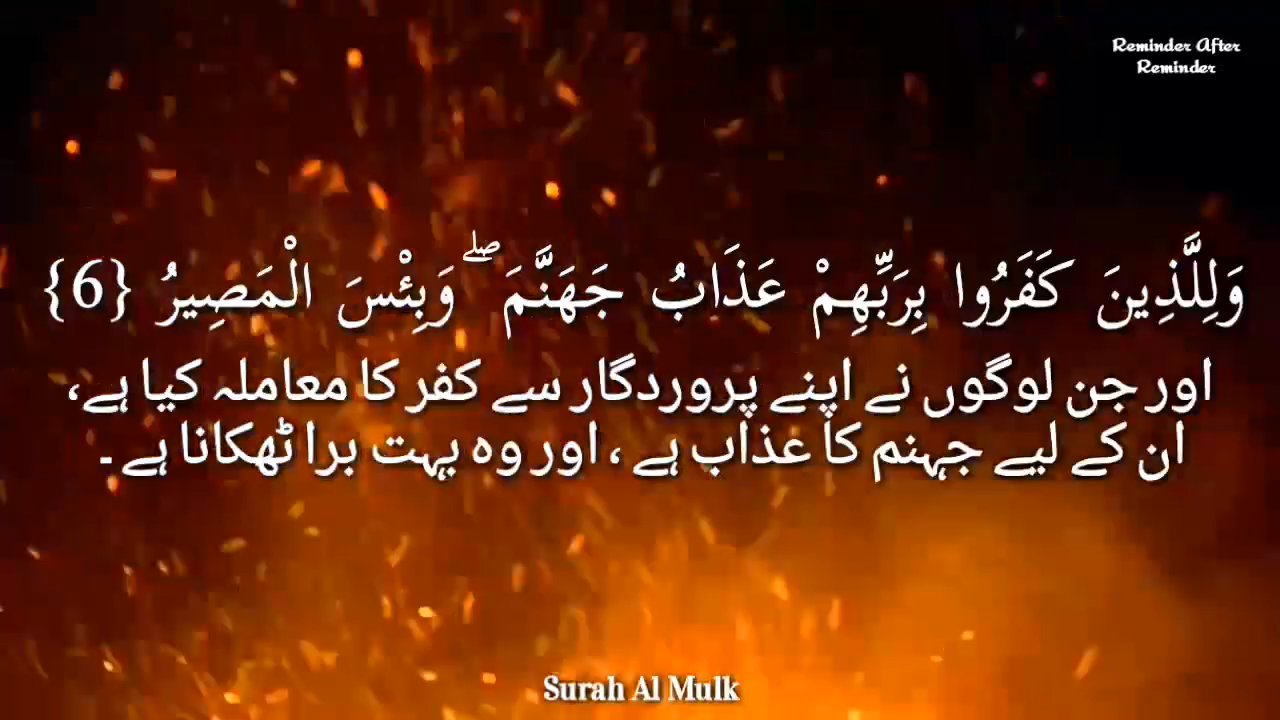 Reminder After
Reminder
وَلِلَّذِينَ كَفَرُوا بِرَبِّهِمْ عَذَابُ جَهَنَّمَ ۖ وَبِئْسَ الْمَصِيرُ {6}
اور جن لوگوں نے اپنے پروردگار سے کفر کا معاملہ کیا ہے،
ان کے لیے جہنم کا عذاب ہے ، اور وہ بہت برا ٹھکانا ہے ۔
Surah Al Mulk